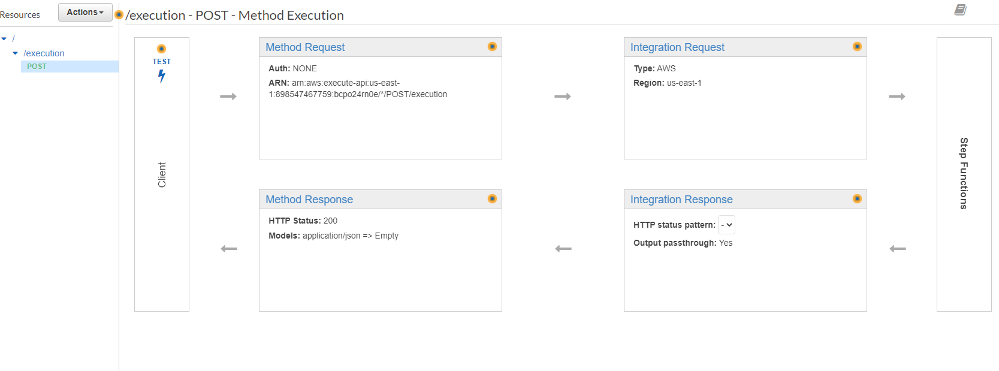 Resources
Actions
/execution - POST - Method Execution
/
/execution
POST
TEST
Client
Method Request
Auth: NONE
ARN: arn:aws:execute-api:us-east-
1:898547467759:bcpo24rn0e/*/POST/execution
Integration Request
Type: AWS
Region: us-east-1
Step Functions
Method Response
HTTP Status: 200
Models: application/json => Empty
Integration Response
HTTP status pattern: -
Output passthrough: Yes